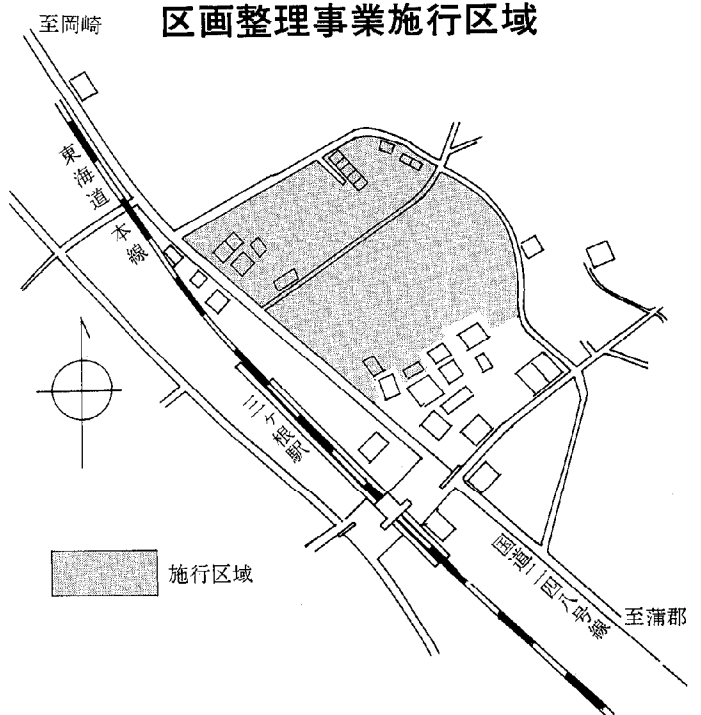 区画整理事業施行区域
至岡崎
東海道本線
三ヶ根駅
施行区域
国道二四八号線
至蒲郡